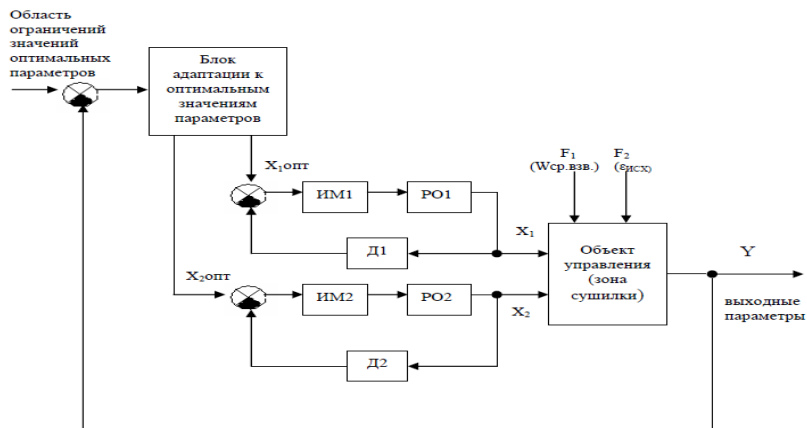 Область
ограничений
значений
оптимальных
параметров
Блок
адаптации к
оптимальным
значениям
параметров
X₁опт
ИМ1
РО1
Д1
X₁
F₁
(Wср.взв.)
F₂
(εИСХ)
Объект
управления
(зона
сушилки)
Y
выходные
параметры
X₂опт
ИМ2
РО2
X₂
Д2